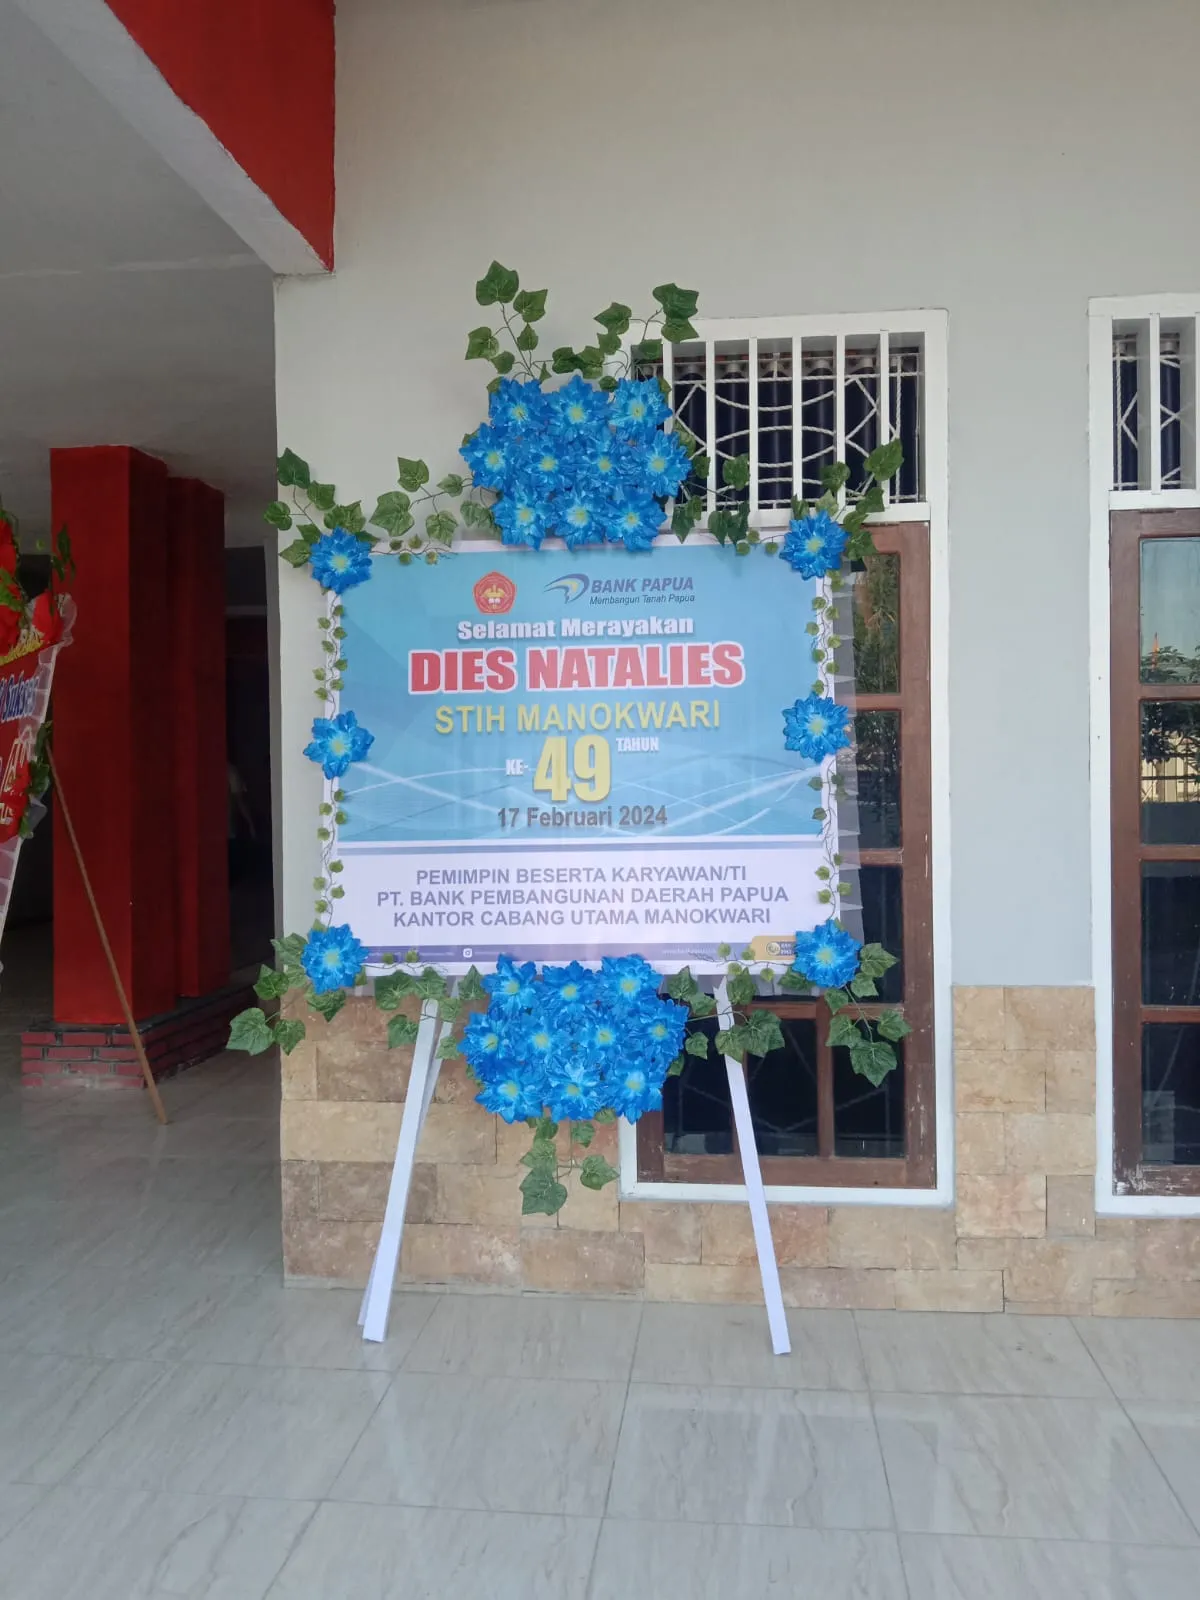 BANK PAPUA
Membangun Tanah Papua
Selamat Merayakan
DIES NATALIES
STIH MANOKWARI
KE- 49 TAHUN
17 Februari 2024
PEMIMPIN BESERTA KARYAWAN/TI
PT. BANK PEMBANGUNAN DAERAH PAPUA
KANTOR CABANG UTAMA MANOKWARI